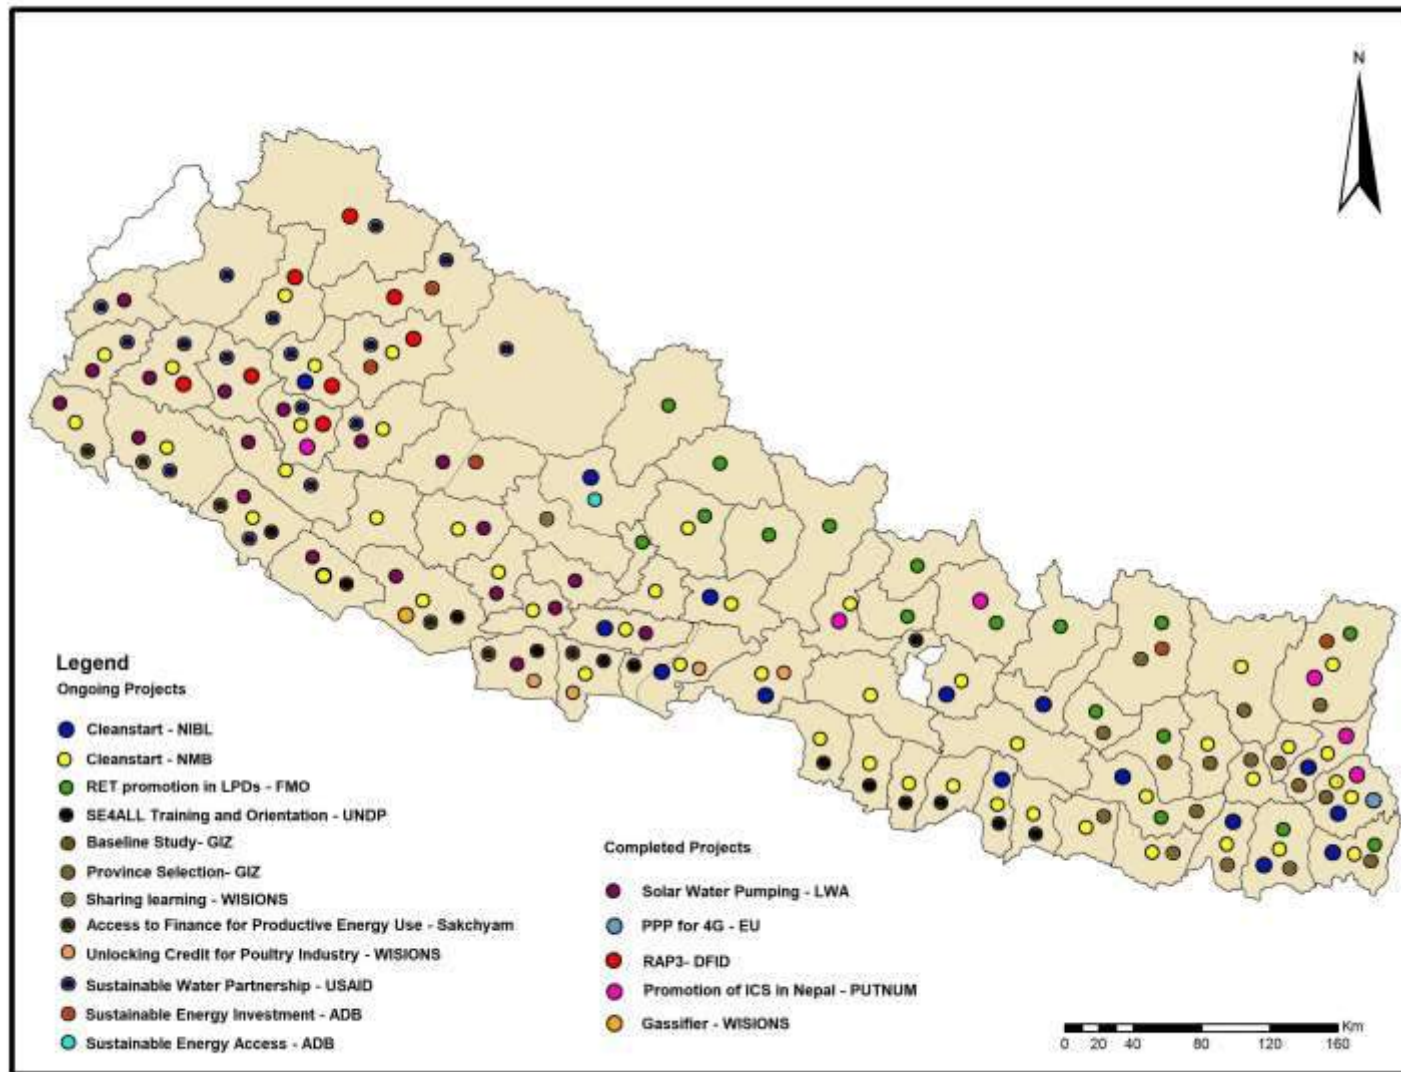 N
Legend
Ongoing Projects
Cleanstart - NIBL
Cleanstart - NMB
RET promotion in LPDs - FMO
SE4ALL Training and Orientation - UNDP
Baseline Study- GIZ
Province Selection- GIZ
Sharing learning - WISIONS
Access to Finance for Productive Energy Use - Sakchyam
Unlocking Credit for Poultry Industry - WISIONS
Sustainable Water Partnership - USAID
Sustainable Energy Investment - ADB
Sustainable Energy Access - ADB
Completed Projects
Solar Water Pumping - LWA
PPP for 4G - EU
RAP3- DFID
Promotion of ICS in Nepal - PUTNUM
Gassifier - WISIONS
Km
0 20 40 80 120 160